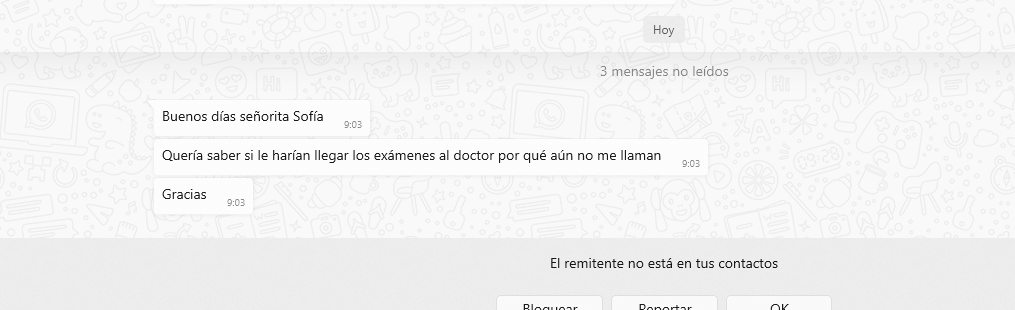 Hoy
3 mensajes no leídos
Buenos días señorita Sofía 9:03
Quería saber si le harían llegar los exámenes al doctor por qué aún no me llaman 9:03
Gracias 9:03
El remitente no está en tus contactos
Bloquear Reportar OK